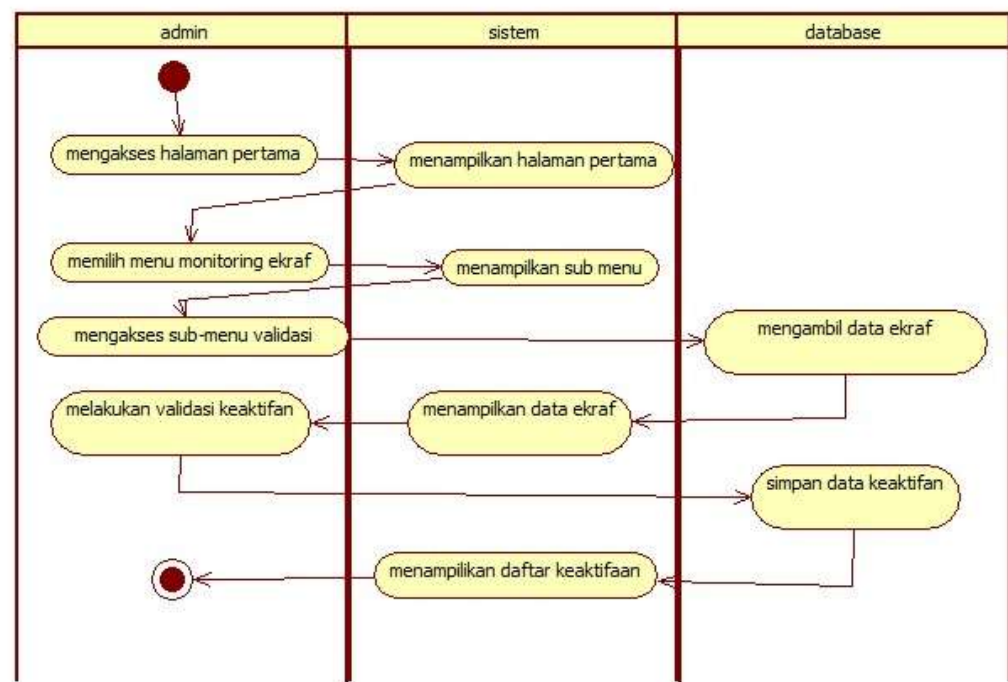 admin
sistem
database
mengakses halaman pertama
menampilkan halaman pertama
memilih menu monitoring ekraf
menampilkan sub menu
mengakses sub-menu validasi
mengambil data ekraf
melakukan validasi keaktifan
menampilkan data ekraf
simpan data keaktifan
menampilikan daftar keaktifaan